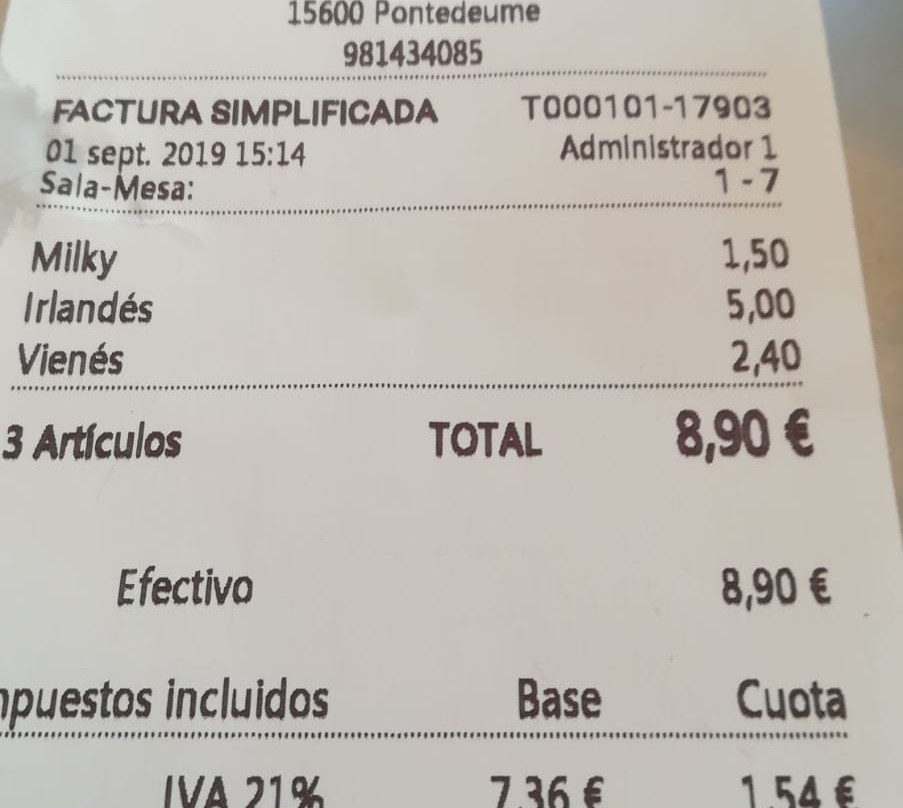 15600 Pontedeume
981434085
FACTURA SIMPLIFICADA T000101-17903
01 sept. 2019 15:14 Administrador 1
Sala-Mesa: 1 - 7
Milky 1,50
Irlandés 5,00
Vienés 2,40
3 Artículos TOTAL 8,90 €
Efectivo 8,90 €
mpuestos incluidos Base Cuota
IVA 21% 7,36 € 1,54 €